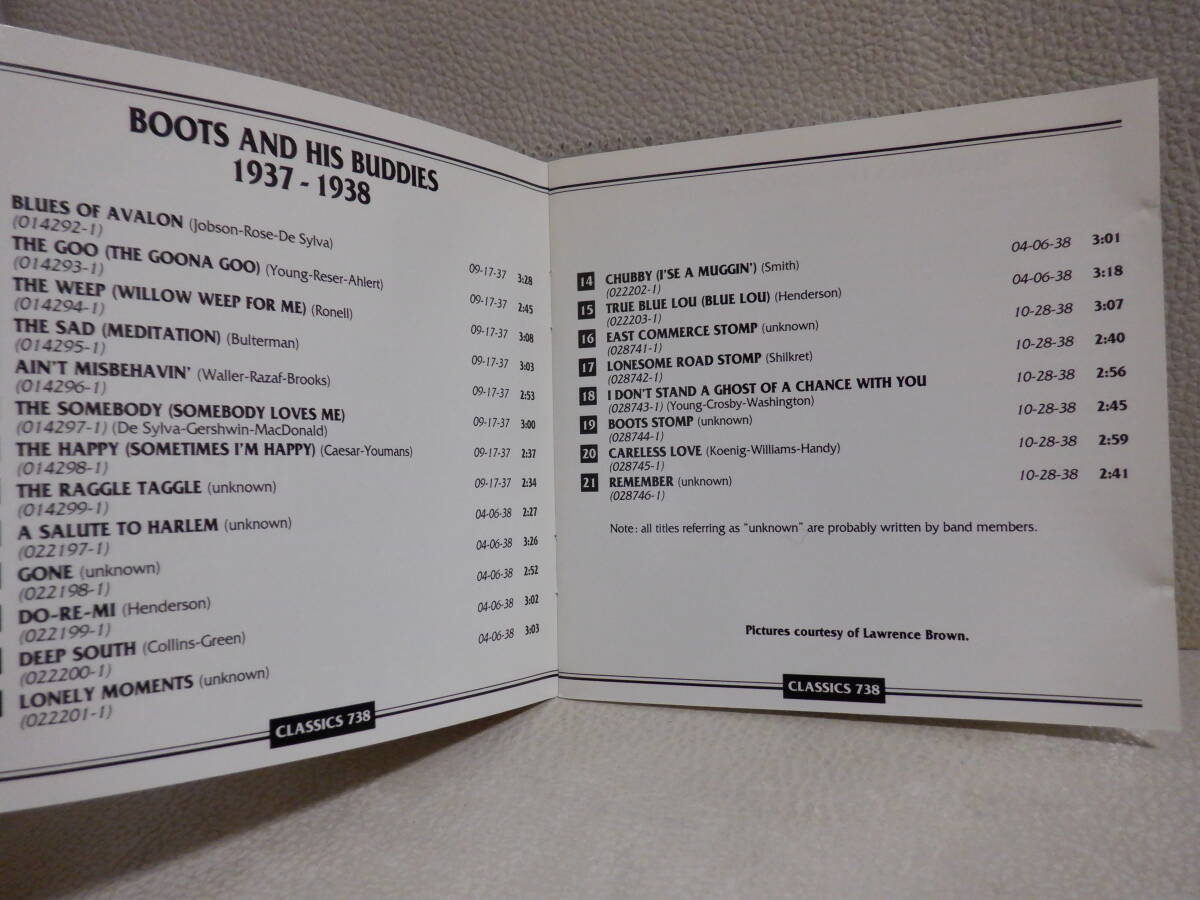 BOOTS AND HIS BUDDIES
1937 - 1938
BLUES OF AVALON (Jobson-Rose-De Sylva) 09-17-37 3:28
(014292-1)
THE GOO (THE GOONA GOO) (Young-Reser-Ahlert) 09-17-37 2:45
(014293-1)
THE WEEP (WILLOW WEEP FOR ME) (Ronell) 09-17-37 3:08
(014294-1)
THE SAD (MEDITATION) (Bulterman) 09-17-37 3:03
(014295-1)
AIN'T MISBEHAVIN' (Waller-Razaf-Brooks) 09-17-37 2:53
(014296-1)
THE SOMEBODY (SOMEBODY LOVES ME) 09-17-37 3:00
(014297-1) (De Sylva-Gershwin-MacDonald)
THE HAPPY (SOMETIMES I'M HAPPY) (Caesar-Youmans) 09-17-37 2:37
(014298-1)
THE RAGGLE TAGGLE (unknown) 09-17-37 2:34
(014299-1)
A SALUTE TO HARLEM (unknown) 04-06-38 2:27
(022197-1)
GONE (unknown) 04-06-38 3:26
(022198-1)
DO-RE-MI (Henderson) 04-06-38 2:52
(022199-1)
DEEP SOUTH (Collins-Green) 04-06-38 3:02
(022200-1)
LONELY MOMENTS (unknown) 04-06-38 3:03
(022201-1)
CLASSICS 738
14 CHUBBY (I'SE A MUGGIN') (Smith) 04-06-38 3:01
(022202-1)
15 TRUE BLUE LOU (BLUE LOU) (Henderson) 04-06-38 3:18
(022203-1)
16 EAST COMMERCE STOMP (unknown) 10-28-38 3:07
(028741-1)
17 LONESOME ROAD STOMP (Shilkret) 10-28-38 2:40
(028742-1)
18 I DON'T STAND A GHOST OF A CHANCE WITH YOU 10-28-38 2:56
(028743-1) (Young-Crosby-Washington)
19 BOOTS STOMP (unknown) 10-28-38 2:45
(028744-1)
20 CARELESS LOVE (Koenig-Williams-Handy) 10-28-38 2:59
(028745-1)
21 REMEMBER (unknown) 10-28-38 2:41
(028746-1)
Note: all titles referring as "unknown" are probably written by band members.
Pictures courtesy of Lawrence Brown.
CLASSICS 738